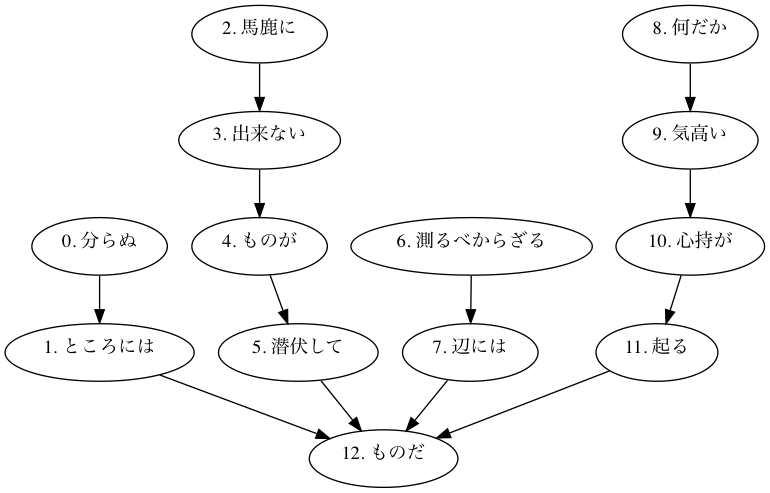 2. 馬鹿に
8. 何だか
3. 出来ない
9. 気高い
0. 分らぬ
4. ものが
6. 測るべからざる
10. 心持が
1. ところには
5. 潜伏して
7. 辺には
11. 起る
12. ものだ